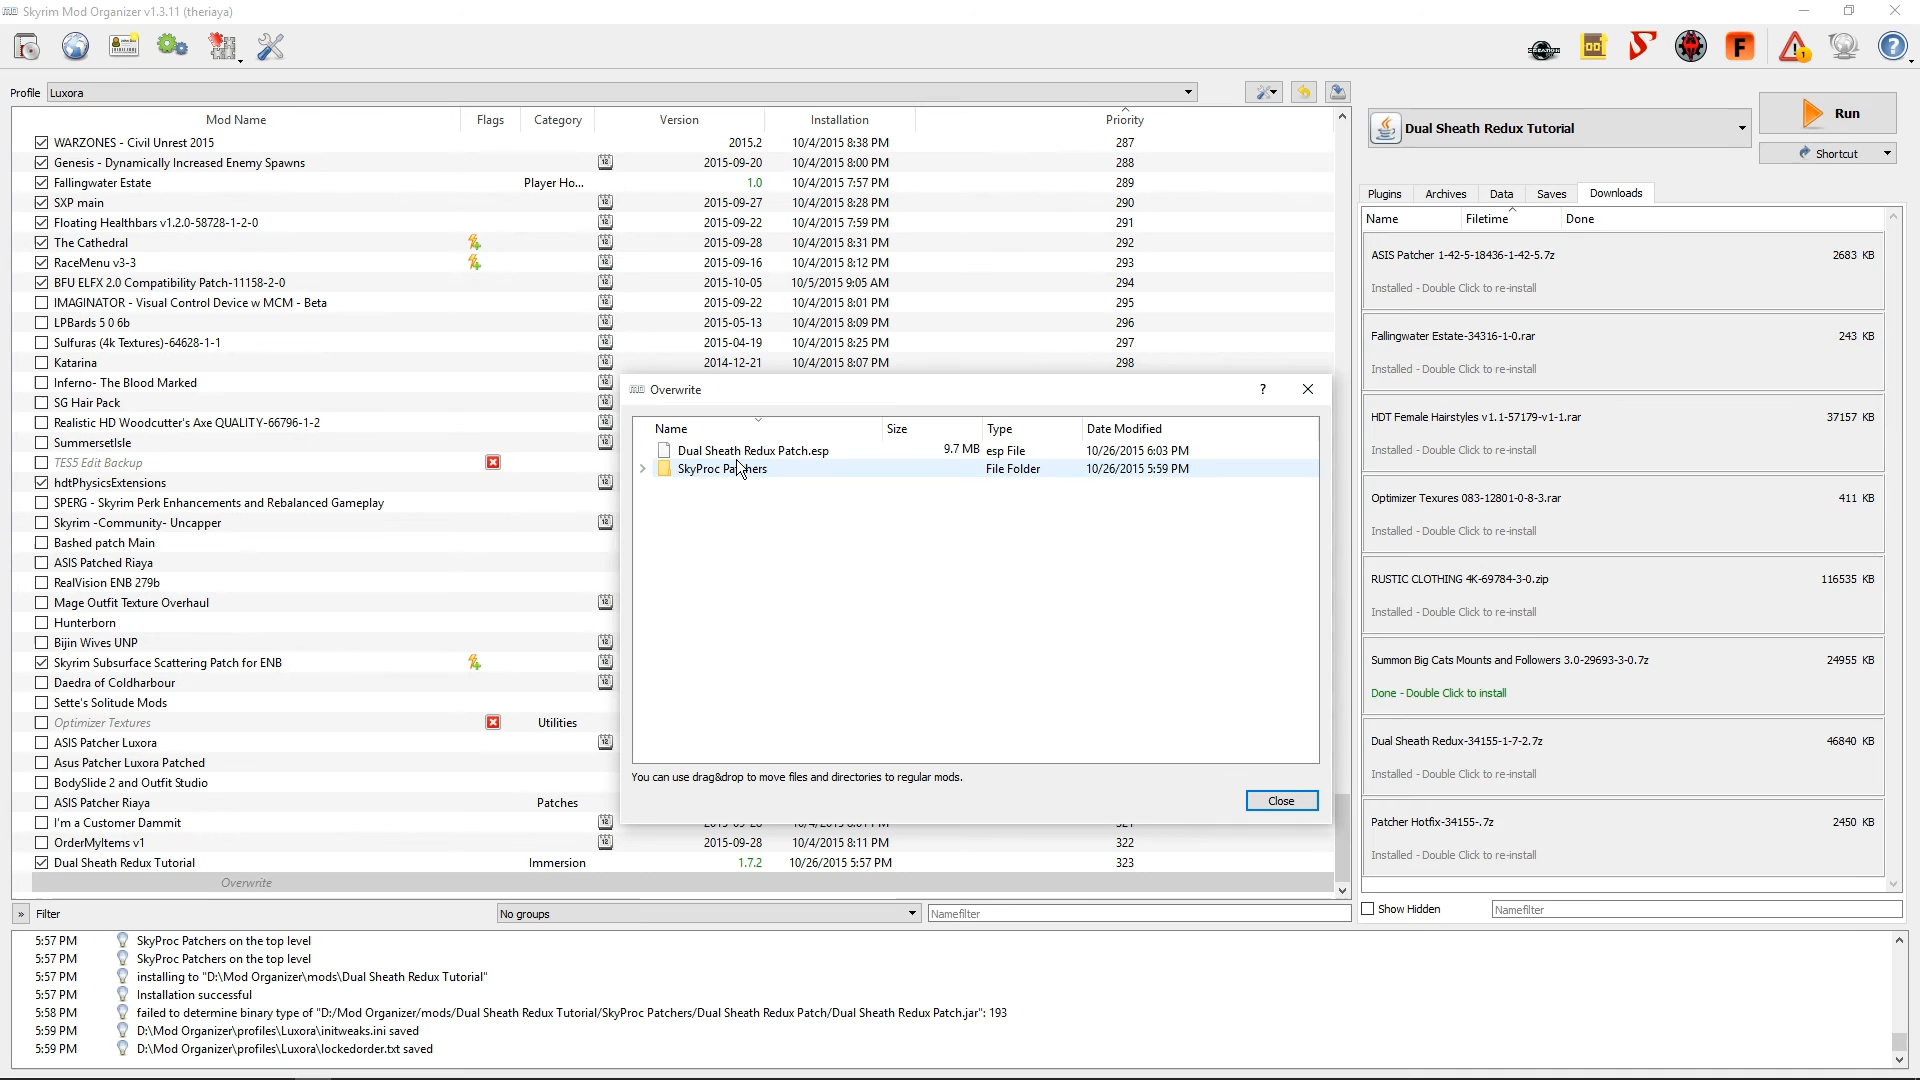 Skyrim Mod Organizer v1.3.11 (theriaya)
Profile Luxora
Mod Name Flags Category Version Installation Priority
WARZONES - Civil Unrest 2015 2015.2 10/4/2015 8:38 PM 287
Genesis - Dynamically Increased Enemy Spawns 2015-09-20 10/4/2015 8:00 PM 288
Fallingwater Estate Player Ho... 1.0 10/4/2015 7:57 PM 289
SXP main 2015-09-27 10/4/2015 8:28 PM 290
Floating Healthbars v1.2.0-58728-1-2-0 2015-09-22 10/4/2015 7:59 PM 291
The Cathedral 2015-09-28 10/4/2015 8:31 PM 292
RaceMenu v3-3 2015-09-16 10/4/2015 8:12 PM 293
BFU ELFX 2.0 Compatibility Patch-11158-2-0 2015-10-05 10/5/2015 9:05 AM 294
IMAGINATOR - Visual Control Device w MCM - Beta 2015-09-22 10/4/2015 8:01 PM 295
LPBards 5 0 6b 2015-05-13 10/4/2015 8:09 PM 296
Sulfuras (4k Textures)-64628-1-1 2015-04-19 10/4/2015 8:25 PM 297
Katarina 2014-12-21 10/4/2015 8:07 PM 298
Inferno- The Blood Marked
SG Hair Pack
Realistic HD Woodcutter's Axe QUALITY-66796-1-2
SummersetIsle
TES5 Edit Backup
hdtPhysicsExtensions
SPERG - Skyrim Perk Enhancements and Rebalanced Gameplay
Skyrim -Community- Uncapper
Bashed patch Main
ASIS Patched Riaya
RealVision ENB 279b
Mage Outfit Texture Overhaul
Hunterborn
Bijin Wives UNP
Skyrim Subsurface Scattering Patch for ENB
Daedra of Coldharbour
Sette's Solitude Mods
Optimizer Textures Utilities
ASIS Patcher Luxora
Asus Patcher Luxora Patched
BodySlide 2 and Outfit Studio
ASIS Patcher Riaya Patches
I'm a Customer Dammit
OrderMyItems v1 2015-09-28 10/4/2015 8:11 PM 322
Dual Sheath Redux Tutorial Immersion 1.7.2 10/26/2015 5:57 PM 323
Overwrite
» Filter No groups Namefilter
Overwrite ?
Name Size Type Date Modified
Dual Sheath Redux Patch.esp 9.7 MB esp File 10/26/2015 6:03 PM
SkyProc Patchers File Folder 10/26/2015 5:59 PM
You can use drag&drop to move files and directories to regular mods.
Close
Dual Sheath Redux Tutorial
Run
Shortcut
Plugins Archives Data Saves Downloads
Name Filetime Done
ASIS Patcher 1-42-5-18436-1-42-5.7z 2683 KB
Installed - Double Click to re-install
Fallingwater Estate-34316-1-0.rar 243 KB
Installed - Double Click to re-install
HDT Female Hairstyles v1.1-57179-v1-1.rar 37157 KB
Installed - Double Click to re-install
Optimizer Texures 083-12801-0-8-3.rar 411 KB
Installed - Double Click to re-install
RUSTIC CLOTHING 4K-69784-3-0.zip 116535 KB
Installed - Double Click to re-install
Summon Big Cats Mounts and Followers 3.0-29693-3-0.7z 24955 KB
Done - Double Click to install
Dual Sheath Redux-34155-1-7-2.7z 46840 KB
Installed - Double Click to re-install
Patcher Hotfix-34155-.7z 2450 KB
Installed - Double Click to re-install
Show Hidden Namefilter
5:57 PM SkyProc Patchers on the top level
5:57 PM SkyProc Patchers on the top level
5:57 PM installing to "D:\Mod Organizer\mods\Dual Sheath Redux Tutorial"
5:57 PM Installation successful
5:58 PM failed to determine binary type of "D:/Mod Organizer/mods/Dual Sheath Redux Tutorial/SkyProc Patchers/Dual Sheath Redux Patch/Dual Sheath Redux Patch.jar": 193
5:59 PM D:\Mod Organizer\profiles\Luxora\initweaks.ini saved
5:59 PM D:\Mod Organizer\profiles\Luxora\lockedorder.txt saved